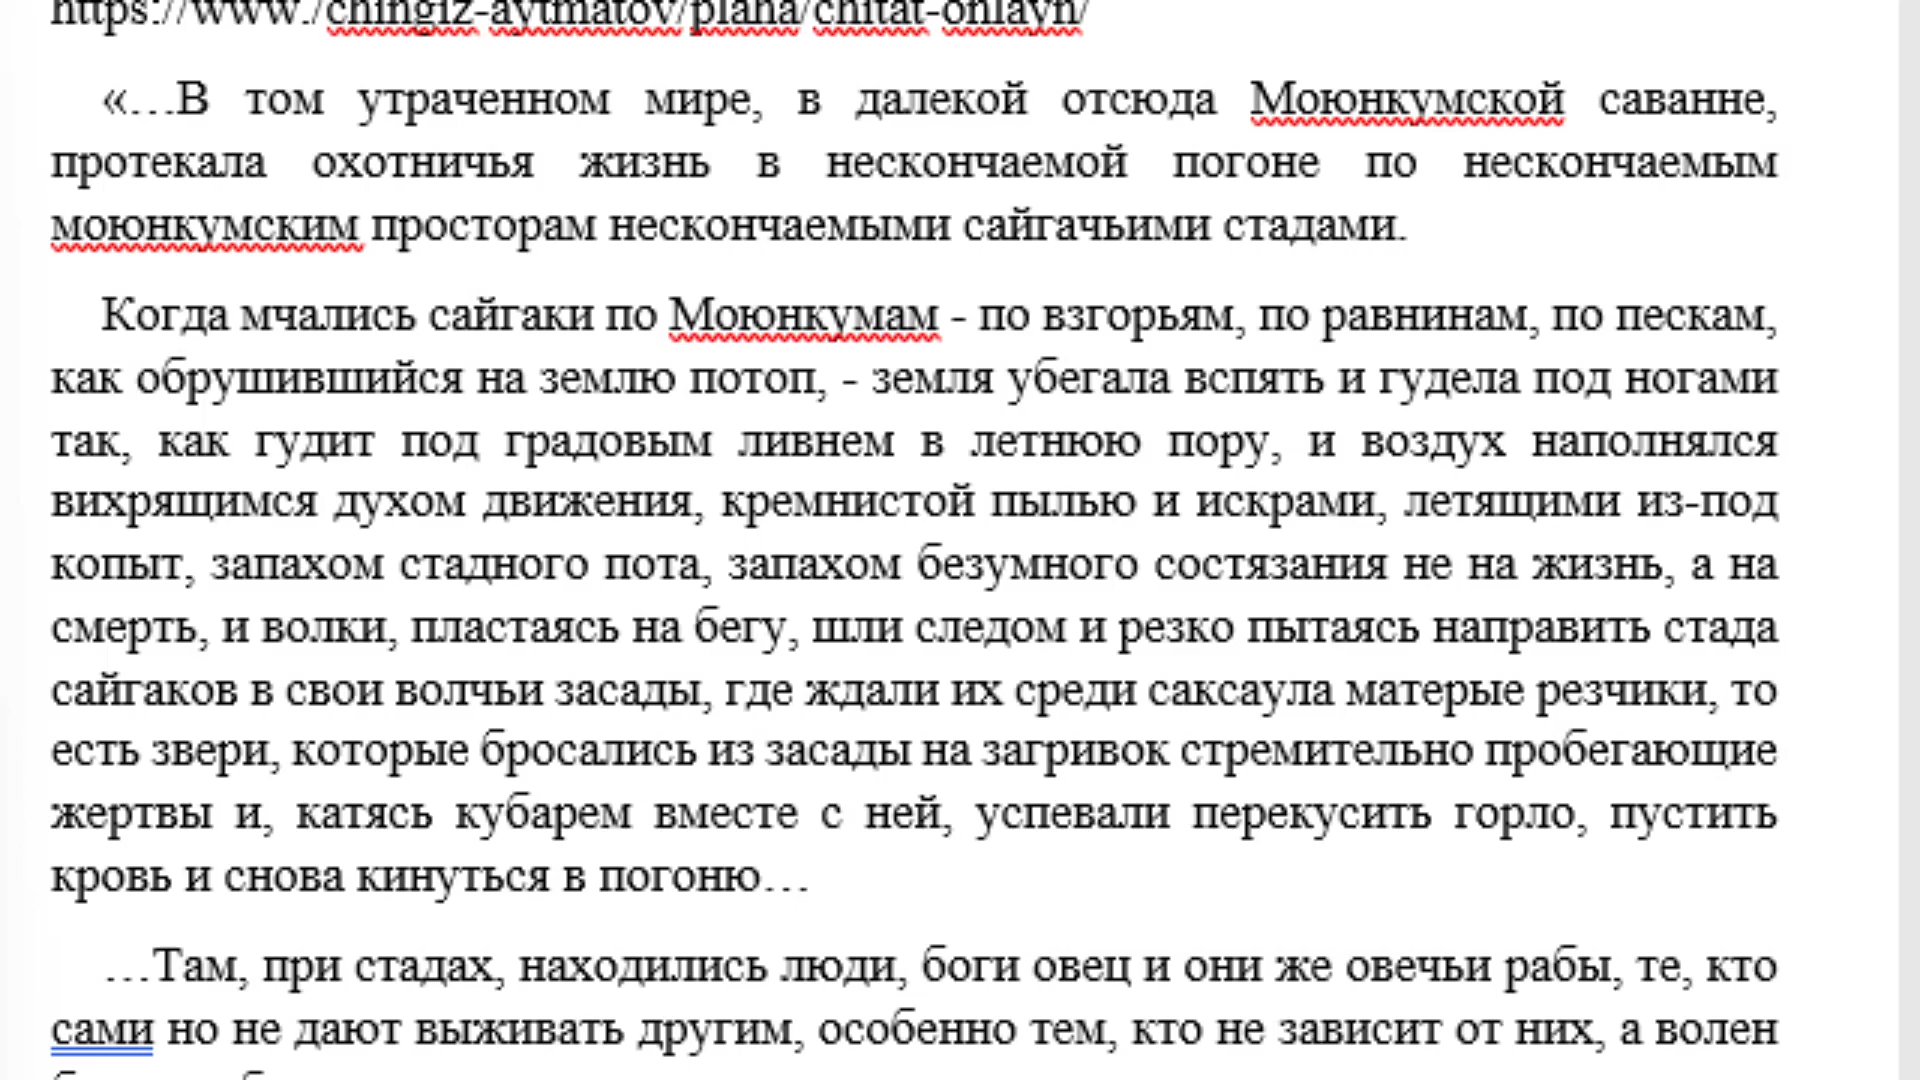 https://www./chingiz-aytmatov/plaha/chitat-onlayn/
«…В том утраченном мире, в далекой отсюда Моюнкумской саванне,
протекала охотничья жизнь в нескончаемой погоне по нескончаемым
моюнкумским просторам нескончаемыми сайгачьими стадами.
Когда мчались сайгаки по Моюнкумам - по взгорьям, по равнинам, по пескам,
как обрушившийся на землю потоп, - земля убегала вспять и гудела под ногами
так, как гудит под градовым ливнем в летнюю пору, и воздух наполнялся
вихрящимся духом движения, кремнистой пылью и искрами, летящими из-под
копыт, запахом стадного пота, запахом безумного состязания не на жизнь, а на
смерть, и волки, пластаясь на бегу, шли следом и резко пытаясь направить стада
сайгаков в свои волчьи засады, где ждали их среди саксаула матерые резчики, то
есть звери, которые бросались из засады на загривок стремительно пробегающие
жертвы и, катясь кубарем вместе с ней, успевали перекусить горло, пустить
кровь и снова кинуться в погоню…
…Там, при стадах, находились люди, боги овец и они же овечьи рабы, те, кто
сами но не дают выживать другим, особенно тем, кто не зависит от них, а волен